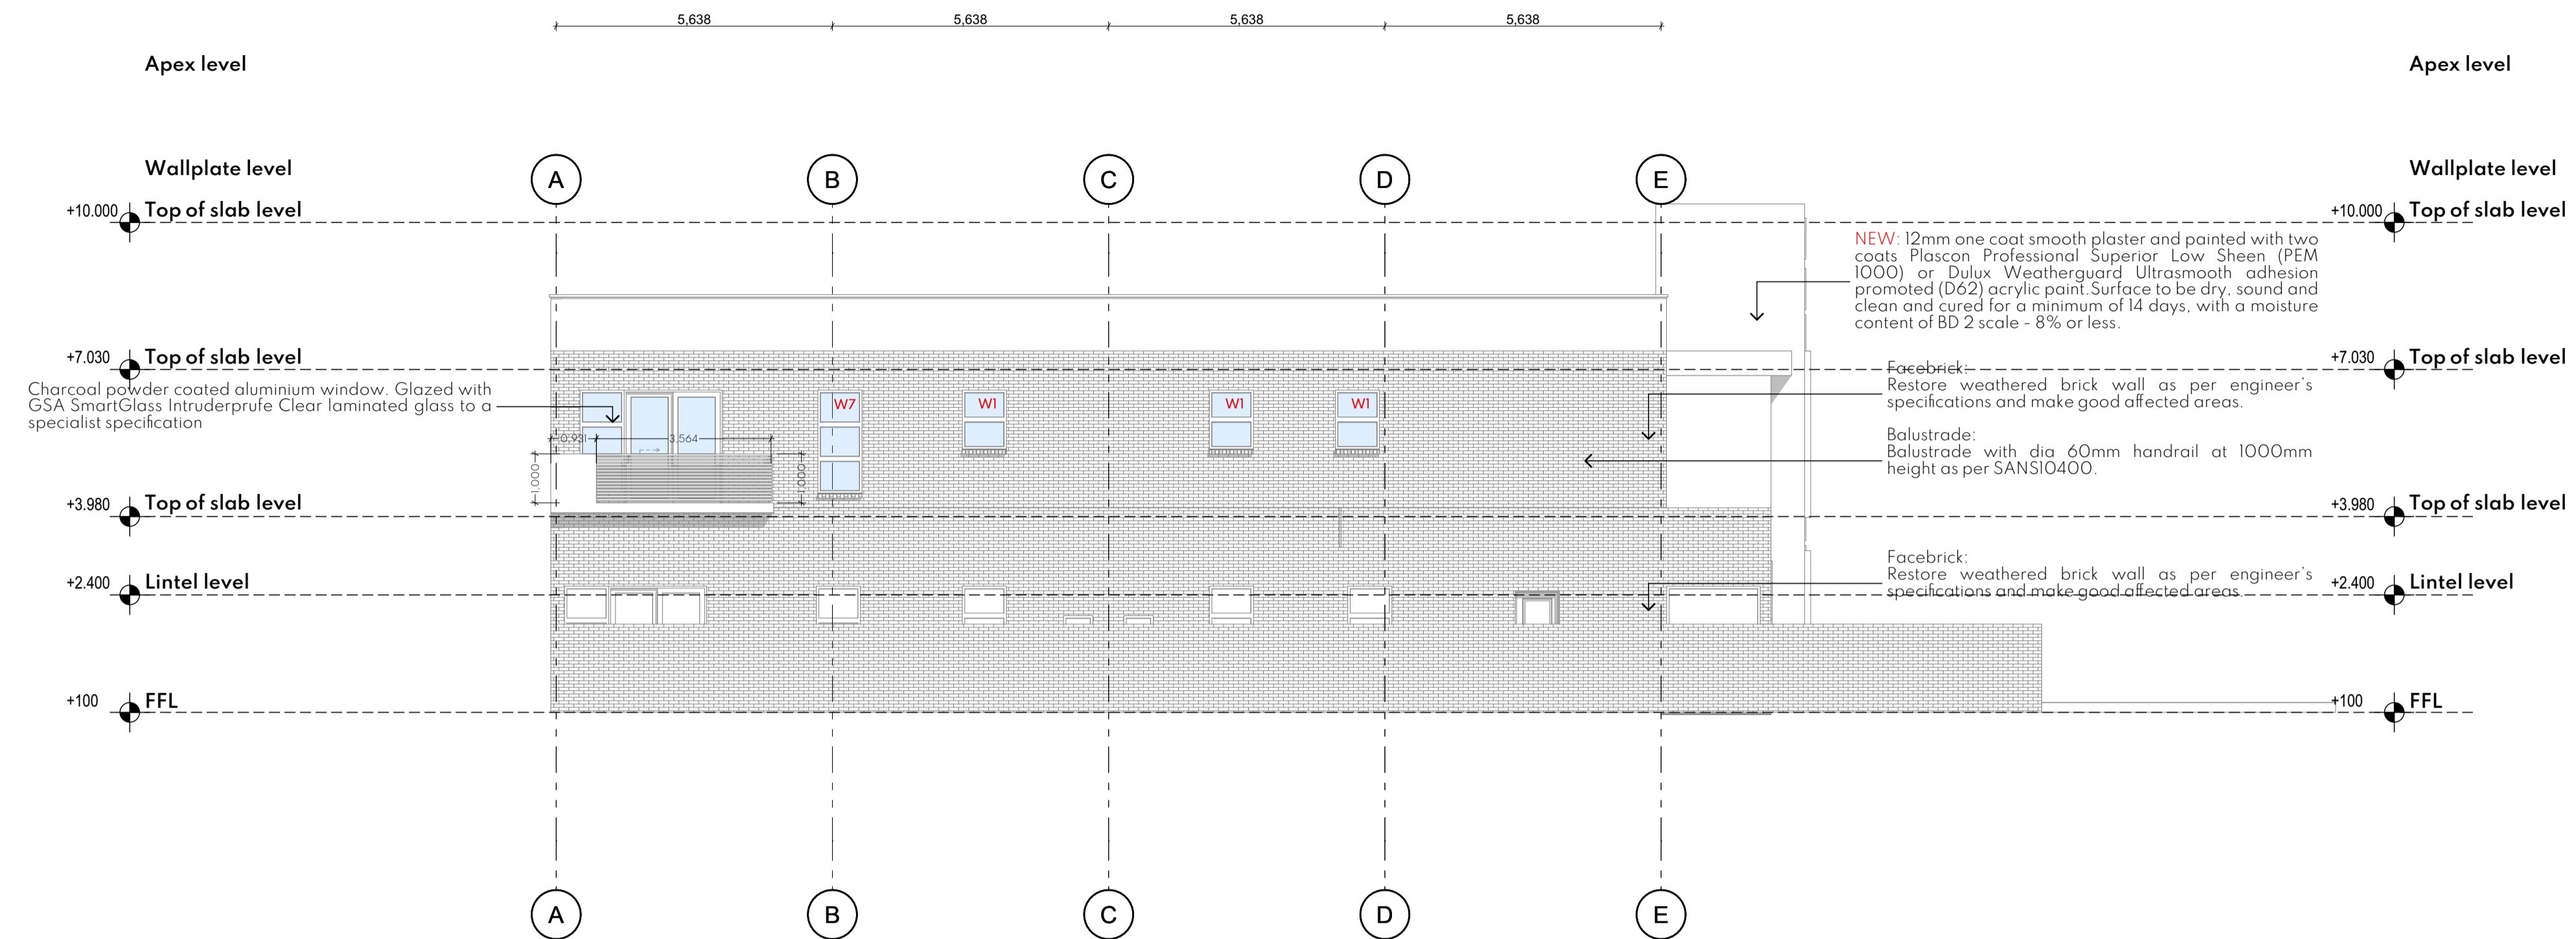 5,638 5,638 5,638 5,638
Apex level
Apex level
Wallplate level
Wallplate level
A B C D E
+10.000 Top of slab level
+10.000 Top of slab level
NEW: 12mm one coat smooth plaster and painted with two
coats Plascon Professional Superior Low Sheen (PEM
1000) or Dulux Weatherguard Ultrasmooth adhesion
promoted (D62) acrylic paint.Surface to be dry, sound and
clean and cured for a minimum of 14 days, with a moisture
content of BD 2 scale - 8% or less.
+7.030 Top of slab level
+7.030 Top of slab level
Charcoal powder coated aluminium window. Glazed with
GSA SmartGlass Intruderprufe Clear laminated glass to a
specialist specification
Facebrick:
Restore weathered brick wall as per engineer's
specifications and make good affected areas.
W7 W1 W1 W1
0,931 3,564
1,000 1,000
Balustrade:
Balustrade with dia 60mm handrail at 1000mm
height as per SANS10400.
+3.980 Top of slab level
+3.980 Top of slab level
Facebrick:
Restore weathered brick wall as per engineer's
specifications and make good affected areas.
+2.400 Lintel level
+2.400 Lintel level
+100 FFL
+100 FFL
A B C D E